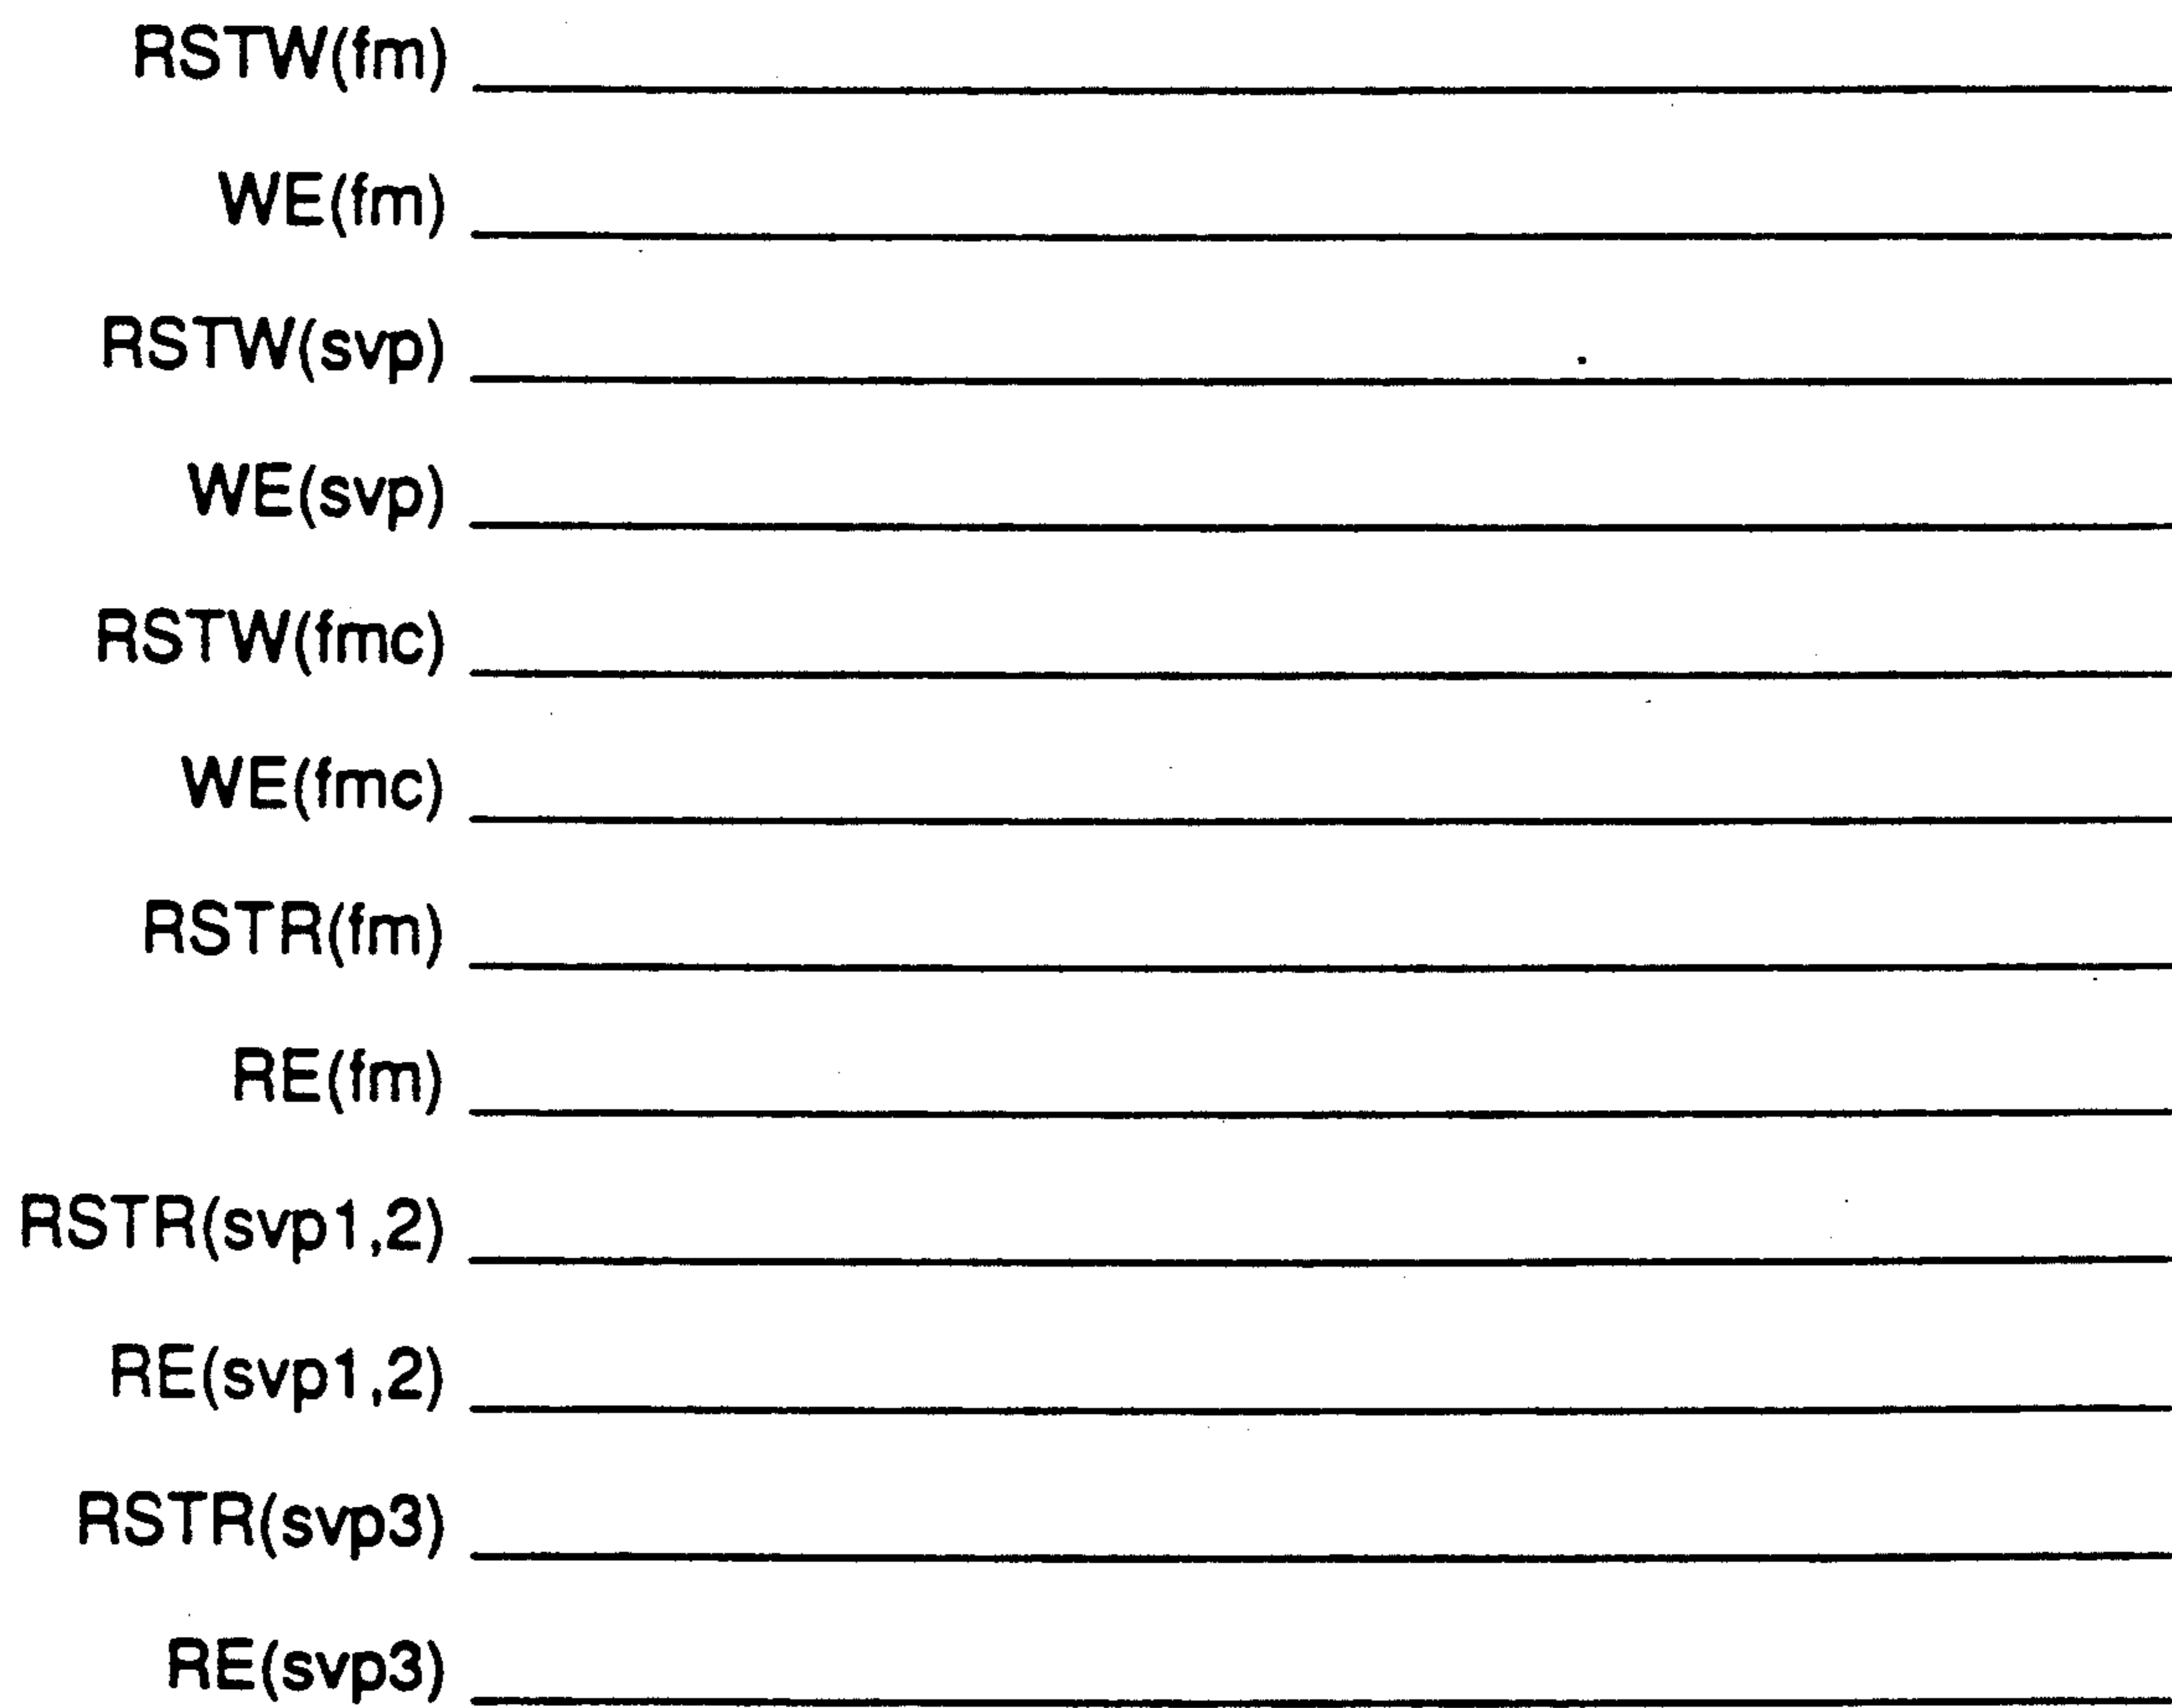 RSTW(fm)
WE(fm)
RSTW(svp)
WE(svp)
RSTW(fmc)
WE(fmc)
RSTR(fm)
RE(fm)
RSTR(svp1,2)
RE(svp1,2)
RSTR(svp3)
RE(svp3)